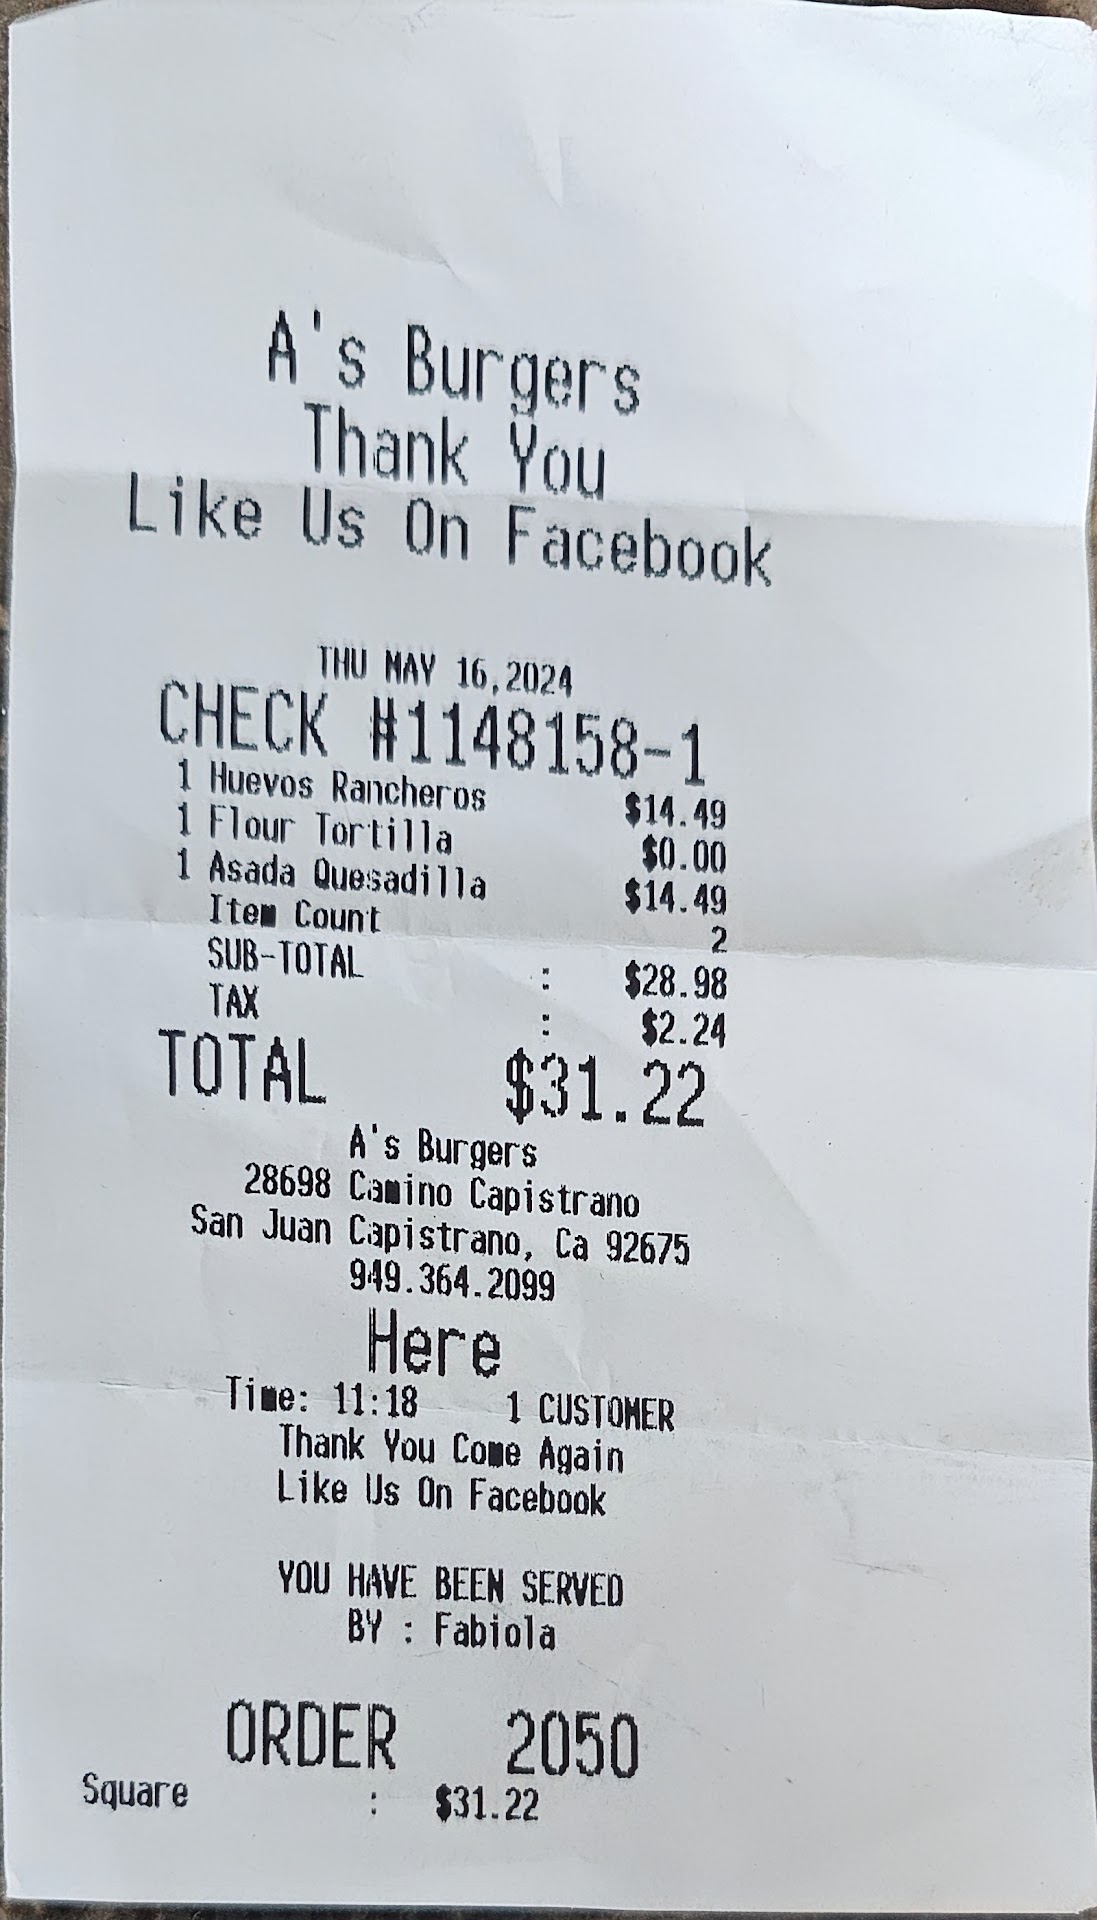 A's Burgers
Thank You
Like Us On Facebook
THU MAY 16,2024
CHECK #1148158-1
1 Huevos Rancheros $14.49
1 Flour Tortilla $0.00
1 Asada Quesadilla $14.49
Item Count 2
SUB-TOTAL : $28.98
TAX : $2.24
TOTAL $31.22
A's Burgers
28698 Camino Capistrano
San Juan Capistrano, Ca 92675
949.364.2099
Here
Time: 11:18 1 CUSTOMER
Thank You Come Again
Like Us On Facebook
YOU HAVE BEEN SERVED
BY : Fabiola
ORDER 2050
Square : $31.22